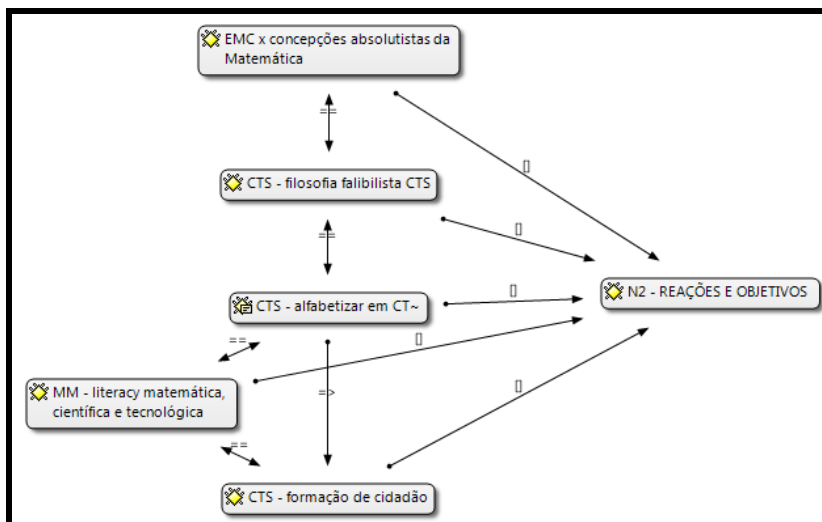 EMC x concepções absolutistas da
Matemática
==
[]
CTS - filosofia falibilista CTS
==
[]
N2 - REAÇÕES E OBJETIVOS
[]
CTS - alfabetizar em CT~
==
[]
MM - literacy matemática,
científica e tecnológica
=>
[]
==
CTS - formação de cidadão